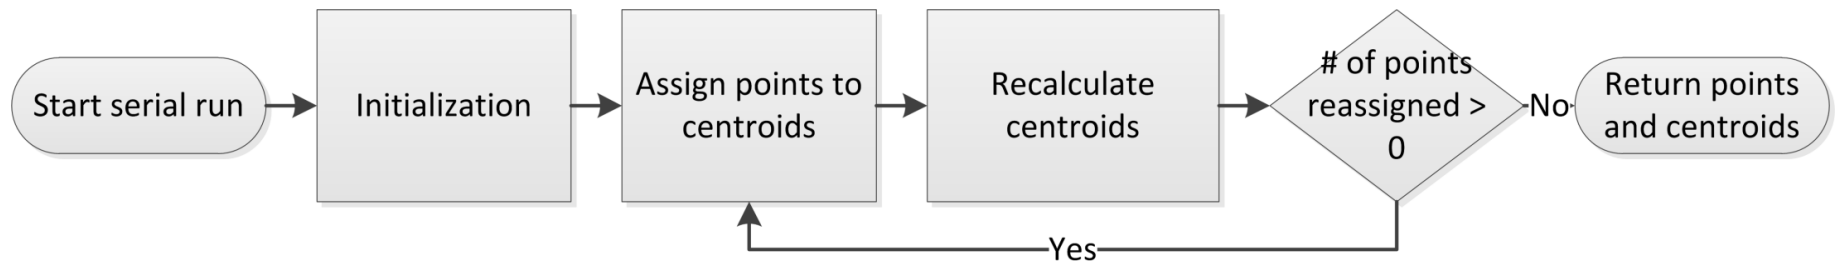 Start serial run
Initialization
Assign points to
centroids
Recalculate
centroids
# of points
reassigned >
0
No
Return points
and centroids
Yes